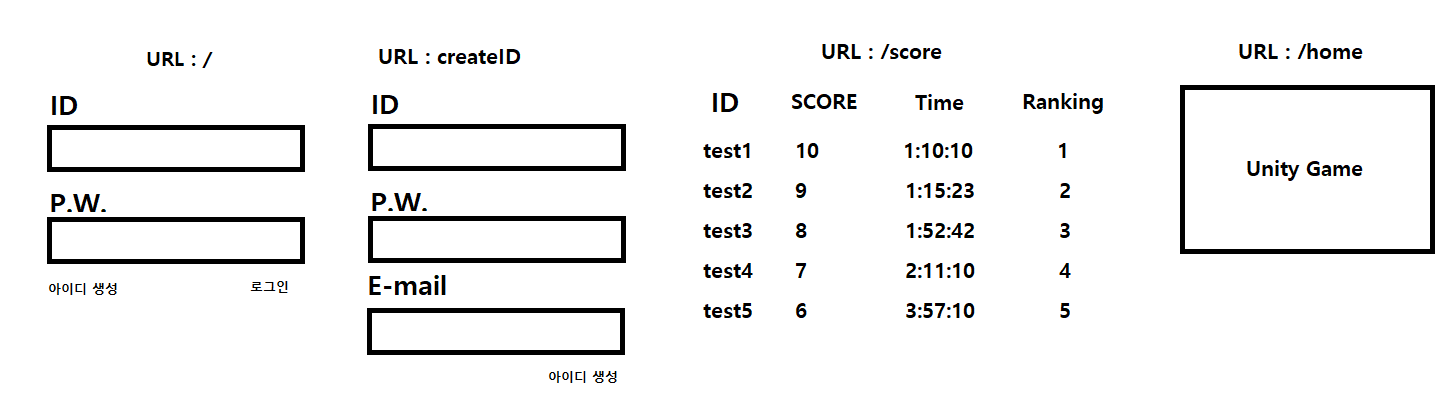 URL : /
ID
P.W.
아이디 생성 로그인
URL : createID
ID
P.W.
E-mail
아이디 생성
URL : /score
ID SCORE Time Ranking
test1 10 1:10:10 1
test2 9 1:15:23 2
test3 8 1:52:42 3
test4 7 2:11:10 4
test5 6 3:57:10 5
URL : /home
Unity Game